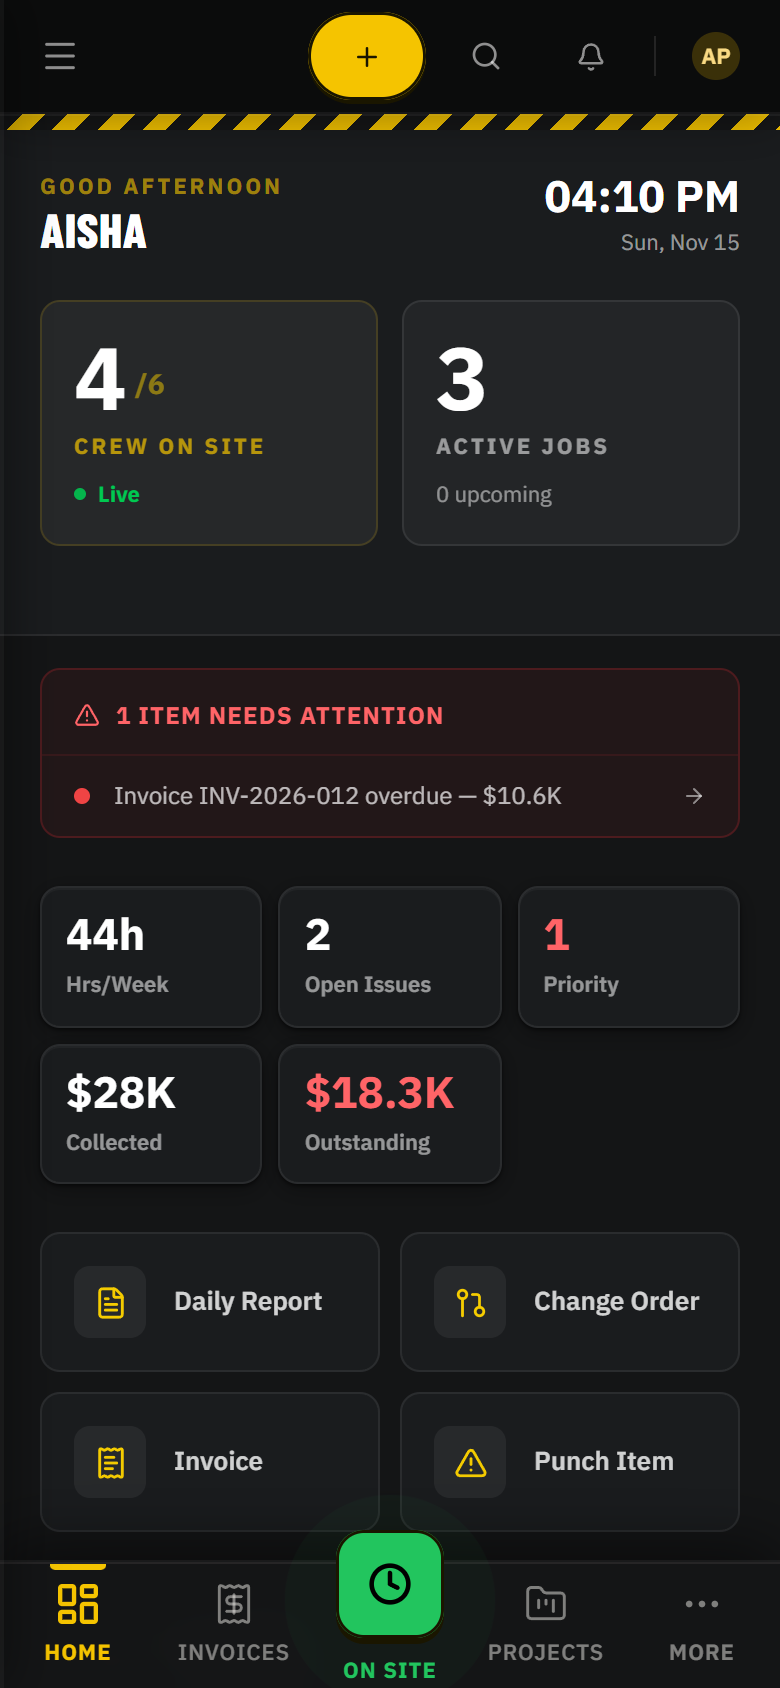 AP
GOOD AFTERNOON
AISHA
04:10 PM
Sun, Nov 15
4 /6
CREW ON SITE
Live
3
ACTIVE JOBS
0 upcoming
1 ITEM NEEDS ATTENTION
Invoice INV-2026-012 overdue — $10.6K
44h
Hrs/Week
2
Open Issues
1
Priority
$28K
Collected
$18.3K
Outstanding
Daily Report
Change Order
Invoice
Punch Item
HOME
INVOICES
ON SITE
PROJECTS
MORE